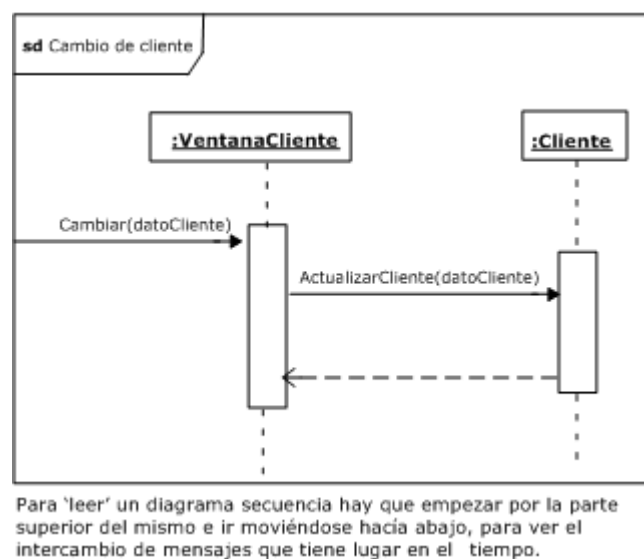 sd Cambio de cliente
:VentanaCliente
:Cliente
Cambiar(datoCliente)
ActualizarCliente(datoCliente)
Para ‘leer’ un diagrama secuencia hay que empezar por la parte
superior del mismo e ir moviéndose hacía abajo, para ver el
intercambio de mensajes que tiene lugar en el tiempo.